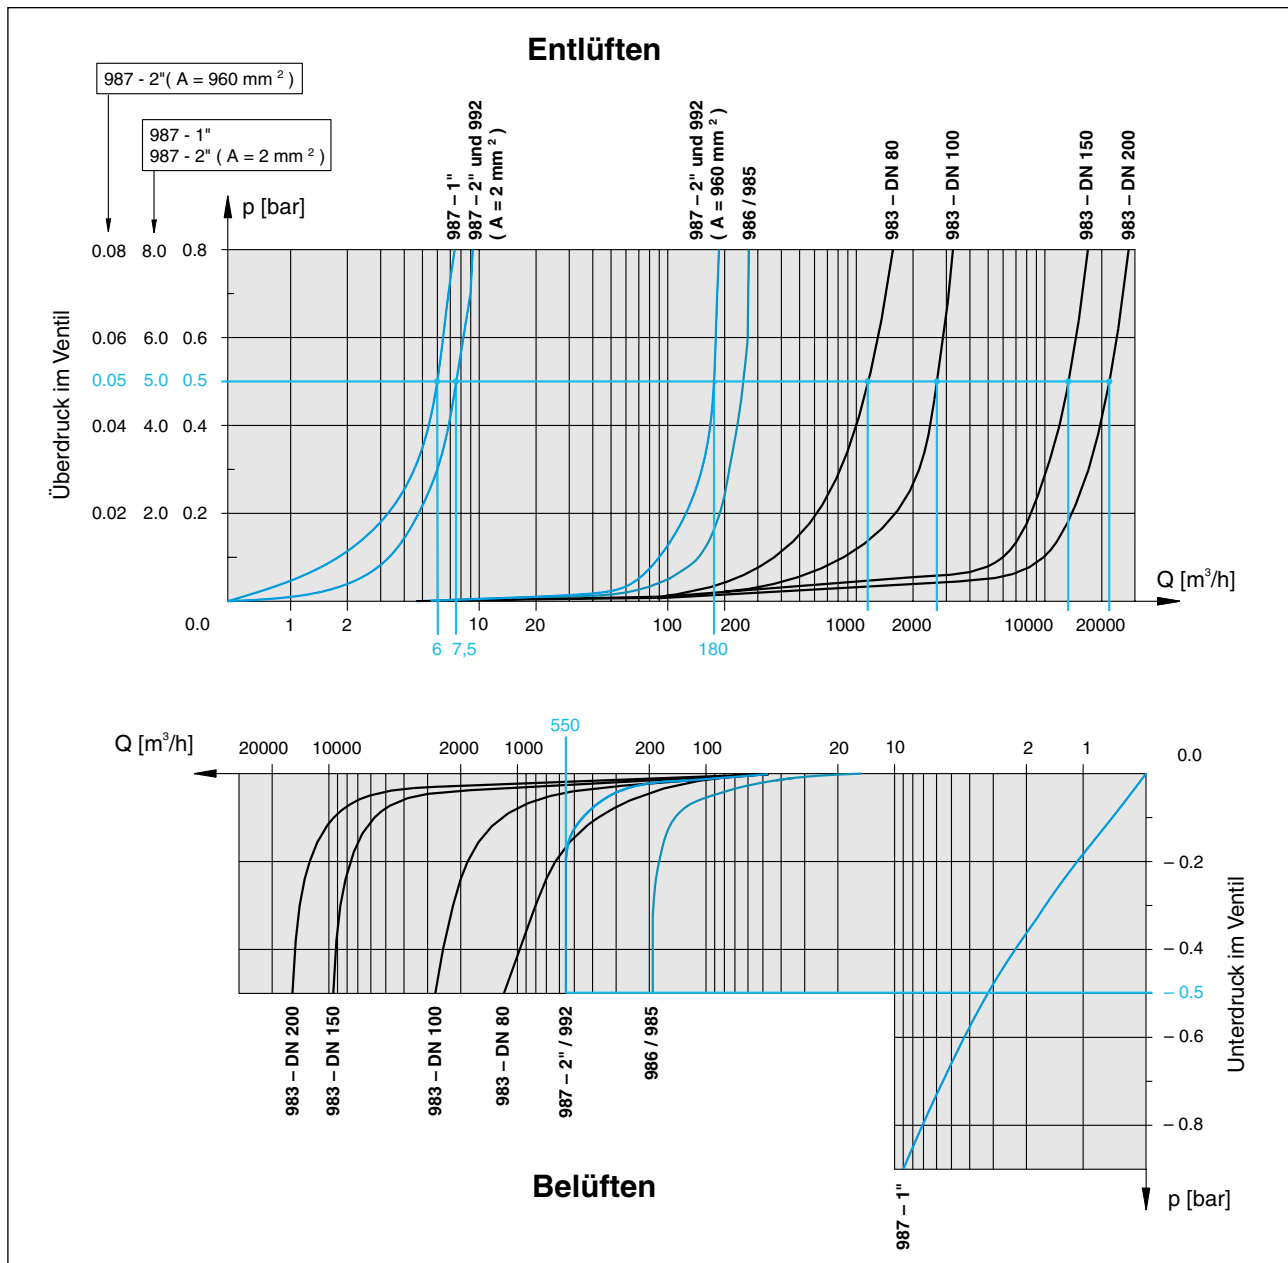 Entlüften
987 - 2"( A = 960 mm ² )
987 - 1"
987 - 2" ( A = 2 mm ² )
p [bar]
987 – 1"
987 – 2" und 992
( A = 2 mm ² )
987 – 2" und 992
( A = 960 mm ² )
986 / 985
983 – DN 80
983 – DN 100
983 – DN 150
983 – DN 200
Überdruck im Ventil
0.08 8.0 0.8
0.06 6.0 0.6
0.05 5.0 0.5
0.04 4.0 0.4
0.02 2.0 0.2
Q [m³/h]
0.0 1 2 10 20 100 200 1000 2000 10000 20000
6 7,5 180
550
Q [m³/h]
20000 10000 2000 1000 200 100 20 10 2 1 0.0
– 0.2
– 0.4
– 0.5
– 0.6
– 0.8
Unterdruck im Ventil
983 – DN 200
983 – DN 150
983 – DN 100
983 – DN 80
987 – 2" / 992
986 / 985
987 – 1"
Belüften
p [bar]